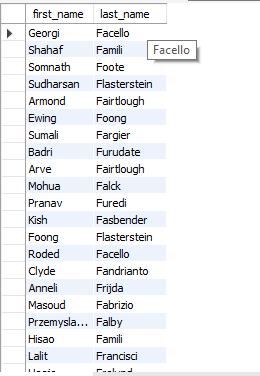 first_name last_name
Georgi Facello
Shahaf Famili
Facello
Somnath Foote
Sudharsan Flasterstein
Armond Fairtlough
Ewing Foong
Sumali Fargier
Badri Furudate
Arve Fairtlough
Mohua Falck
Pranav Furedi
Kish Fasbender
Foong Flasterstein
Roded Facello
Clyde Fandrianto
Anneli Frijda
Masoud Fabrizio
Przemysla... Falby
Hisao Famili
Lalit Francisci